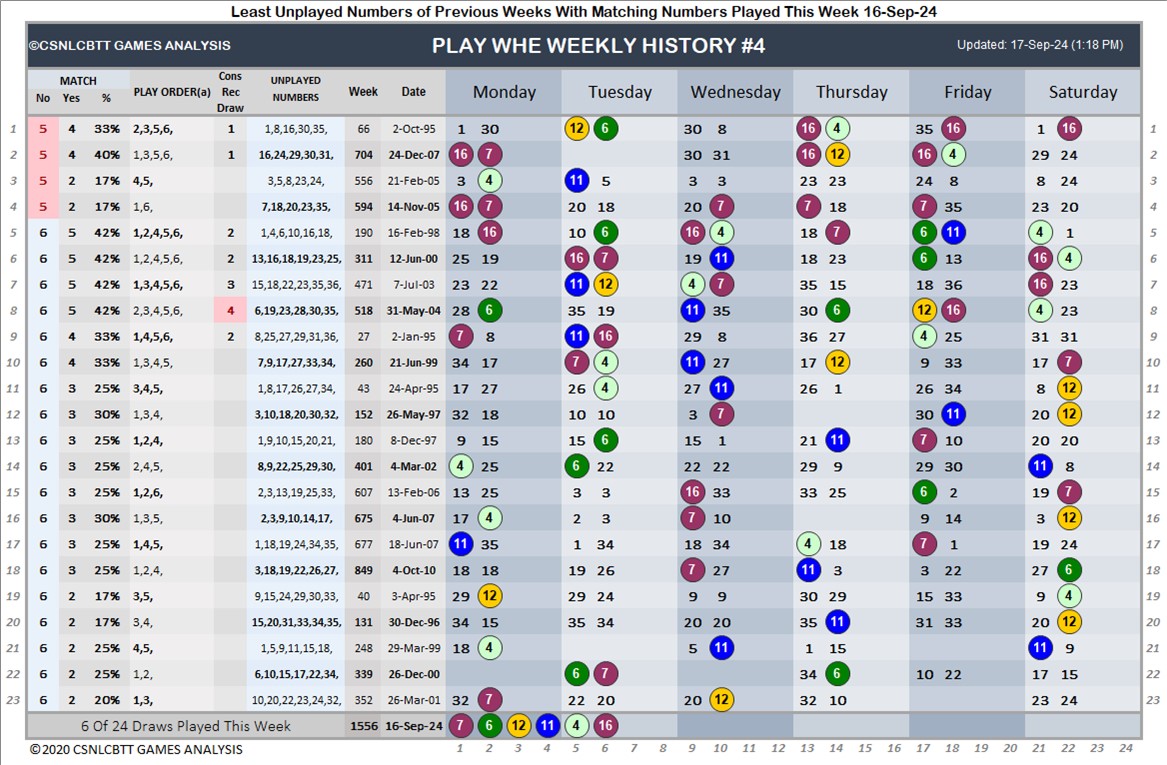 Least Unplayed Numbers of Previous Weeks With Matching Numbers Played This Week 16-Sep-24
©CSNLCBTT GAMES ANALYSIS PLAY WHE WEEKLY HISTORY #4 Updated: 17-Sep-24 (1:18 PM)
MATCH Cons UNPLAYED
No Yes % PLAY ORDER(a) Rec Draw NUMBERS Week Date Monday Tuesday Wednesday Thursday Friday Saturday
1 5 4 33% 2,3,5,6, 1 1,8,16,30,35, 66 2-Oct-95 1 30 12 6 30 8 16 4 35 16 1 16 1
2 5 4 40% 1,3,5,6, 1 16,24,29,30,31, 704 24-Dec-07 16 7 30 31 16 12 16 4 29 24 2
3 5 2 17% 4,5, 3,5,8,23,24, 556 21-Feb-05 3 4 11 5 3 3 23 23 24 8 8 24 3
4 5 2 17% 1,6, 7,18,20,23,35, 594 14-Nov-05 16 7 20 18 20 7 7 18 7 35 23 20 4
5 6 5 42% 1,2,4,5,6, 2 1,4,6,10,16,18, 190 16-Feb-98 18 16 10 6 16 4 18 7 6 11 4 1 5
6 6 5 42% 1,2,4,5,6, 2 13,16,18,19,23,25, 311 12-Jun-00 25 19 16 7 19 11 18 23 6 13 16 4 6
7 6 5 42% 1,3,4,5,6, 3 15,18,22,23,35,36, 471 7-Jul-03 23 22 11 12 4 7 35 15 18 36 16 23 7
8 6 5 42% 2,3,4,5,6, 4 6,19,23,28,30,35, 518 31-May-04 28 6 35 19 11 35 30 6 12 16 4 23 8
9 6 4 33% 1,4,5,6, 2 8,25,27,29,31,36, 27 2-Jan-95 7 8 11 16 29 8 36 27 4 25 31 31 9
10 6 4 33% 1,3,4,5, 7,9,17,27,33,34, 260 21-Jun-99 34 17 7 4 11 27 17 12 9 33 17 7 10
11 6 3 25% 3,4,5, 1,8,17,26,27,34, 43 24-Apr-95 17 27 26 4 27 11 26 1 26 34 8 12 11
12 6 3 30% 1,3,4, 3,10,18,20,30,32, 152 26-May-97 32 18 10 10 3 7 30 11 20 12 12
13 6 3 25% 1,2,4, 1,9,10,15,20,21, 180 8-Dec-97 9 15 15 6 15 1 21 11 7 10 20 20 13
14 6 3 25% 2,4,5, 8,9,22,25,29,30, 401 4-Mar-02 4 25 6 22 22 22 29 9 29 30 11 8 14
15 6 3 25% 1,2,6, 2,3,13,19,25,33, 607 13-Feb-06 13 25 3 3 16 33 33 25 6 2 19 7 15
16 6 3 30% 1,3,5, 2,3,9,10,14,17, 675 4-Jun-07 17 4 2 3 7 10 9 14 3 12 16
17 6 3 25% 1,4,5, 1,18,19,24,34,35, 677 18-Jun-07 11 35 1 34 18 34 4 18 7 1 19 24 17
18 6 3 25% 1,2,4, 3,18,19,22,26,27, 849 4-Oct-10 18 18 19 26 7 27 11 3 3 22 27 6 18
19 6 2 17% 3,5, 9,15,24,29,30,33, 40 3-Apr-95 29 12 29 24 9 9 30 29 15 33 9 4 19
20 6 2 17% 3,4, 15,20,31,33,34,35, 131 30-Dec-96 34 15 35 34 20 20 35 11 31 33 20 12 20
21 6 2 25% 4,5, 1,5,9,11,15,18, 248 29-Mar-99 18 4 5 11 1 15 11 9 21
22 6 2 25% 1,2, 6,10,15,17,22,34, 339 26-Dec-00 6 7 34 6 10 22 17 15 22
23 6 2 20% 1,3, 10,20,22,23,24,32, 352 26-Mar-01 32 7 22 20 20 12 32 10 23 24 23
6 Of 24 Draws Played This Week 1556 16-Sep-24 7 6 12 11 4 16
© 2020 CSNLCBTT GAMES ANALYSIS 1 2 3 4 5 6 7 8 9 10 11 12 13 14 15 16 17 18 19 20 21 22 23 24